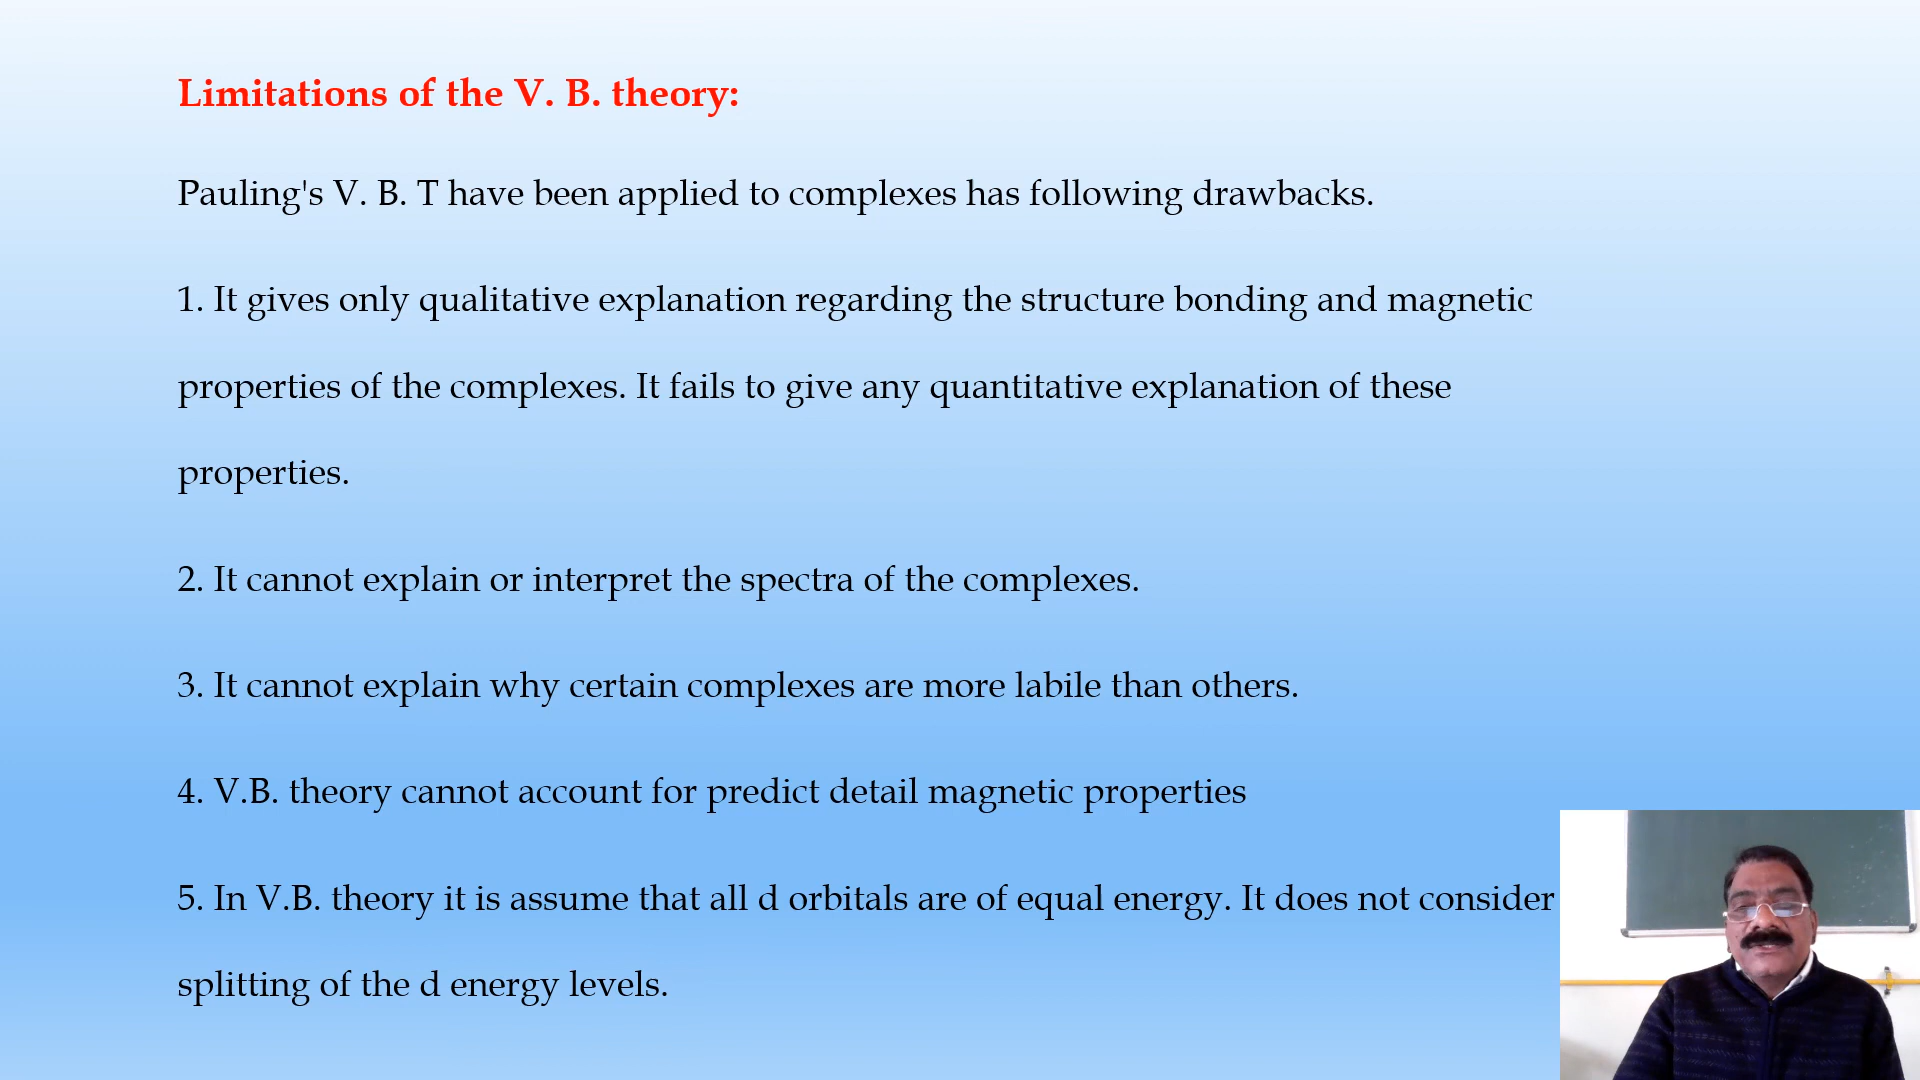 Limitations of the V. B. theory:
Pauling's V. B. T have been applied to complexes has following drawbacks.
1. It gives only qualitative explanation regarding the structure bonding and magnetic
properties of the complexes. It fails to give any quantitative explanation of these
properties.
2. It cannot explain or interpret the spectra of the complexes.
3. It cannot explain why certain complexes are more labile than others.
4. V.B. theory cannot account for predict detail magnetic properties
5. In V.B. theory it is assume that all d orbitals are of equal energy. It does not consider
splitting of the d energy levels.